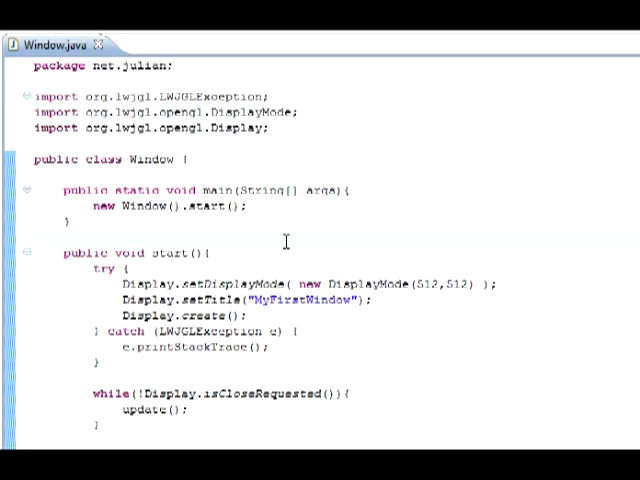 Window.java
package net.julian;
import org.lwjgl.LWJGLException;
import org.lwjgl.opengl.DisplayMode;
import org.lwjgl.opengl.Display;
public class Window {
public static void main(String[] args){
new Window().start();
}
public void start(){
try {
Display.setDisplayMode( new DisplayMode(512,512) );
Display.setTitle("MyFirstWindow");
Display.create();
} catch (LWJGLException e) {
e.printStackTrace();
}
while(!Display.isCloseRequested()){
update();
}